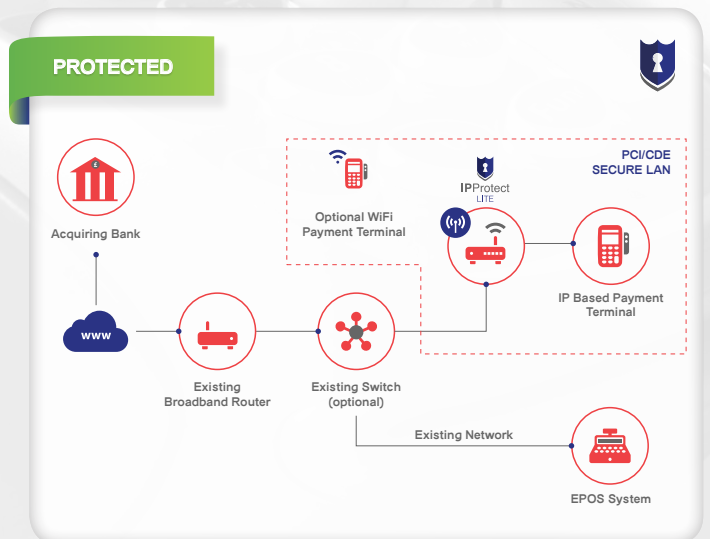 PROTECTED
PCI/CDE
SECURE LAN
IPProtect
LITE
£
Optional WiFi
Payment Terminal
Acquiring Bank
IP Based Payment
Terminal
www
Existing
Broadband Router
Existing Switch
(optional)
Existing Network
EPOS System